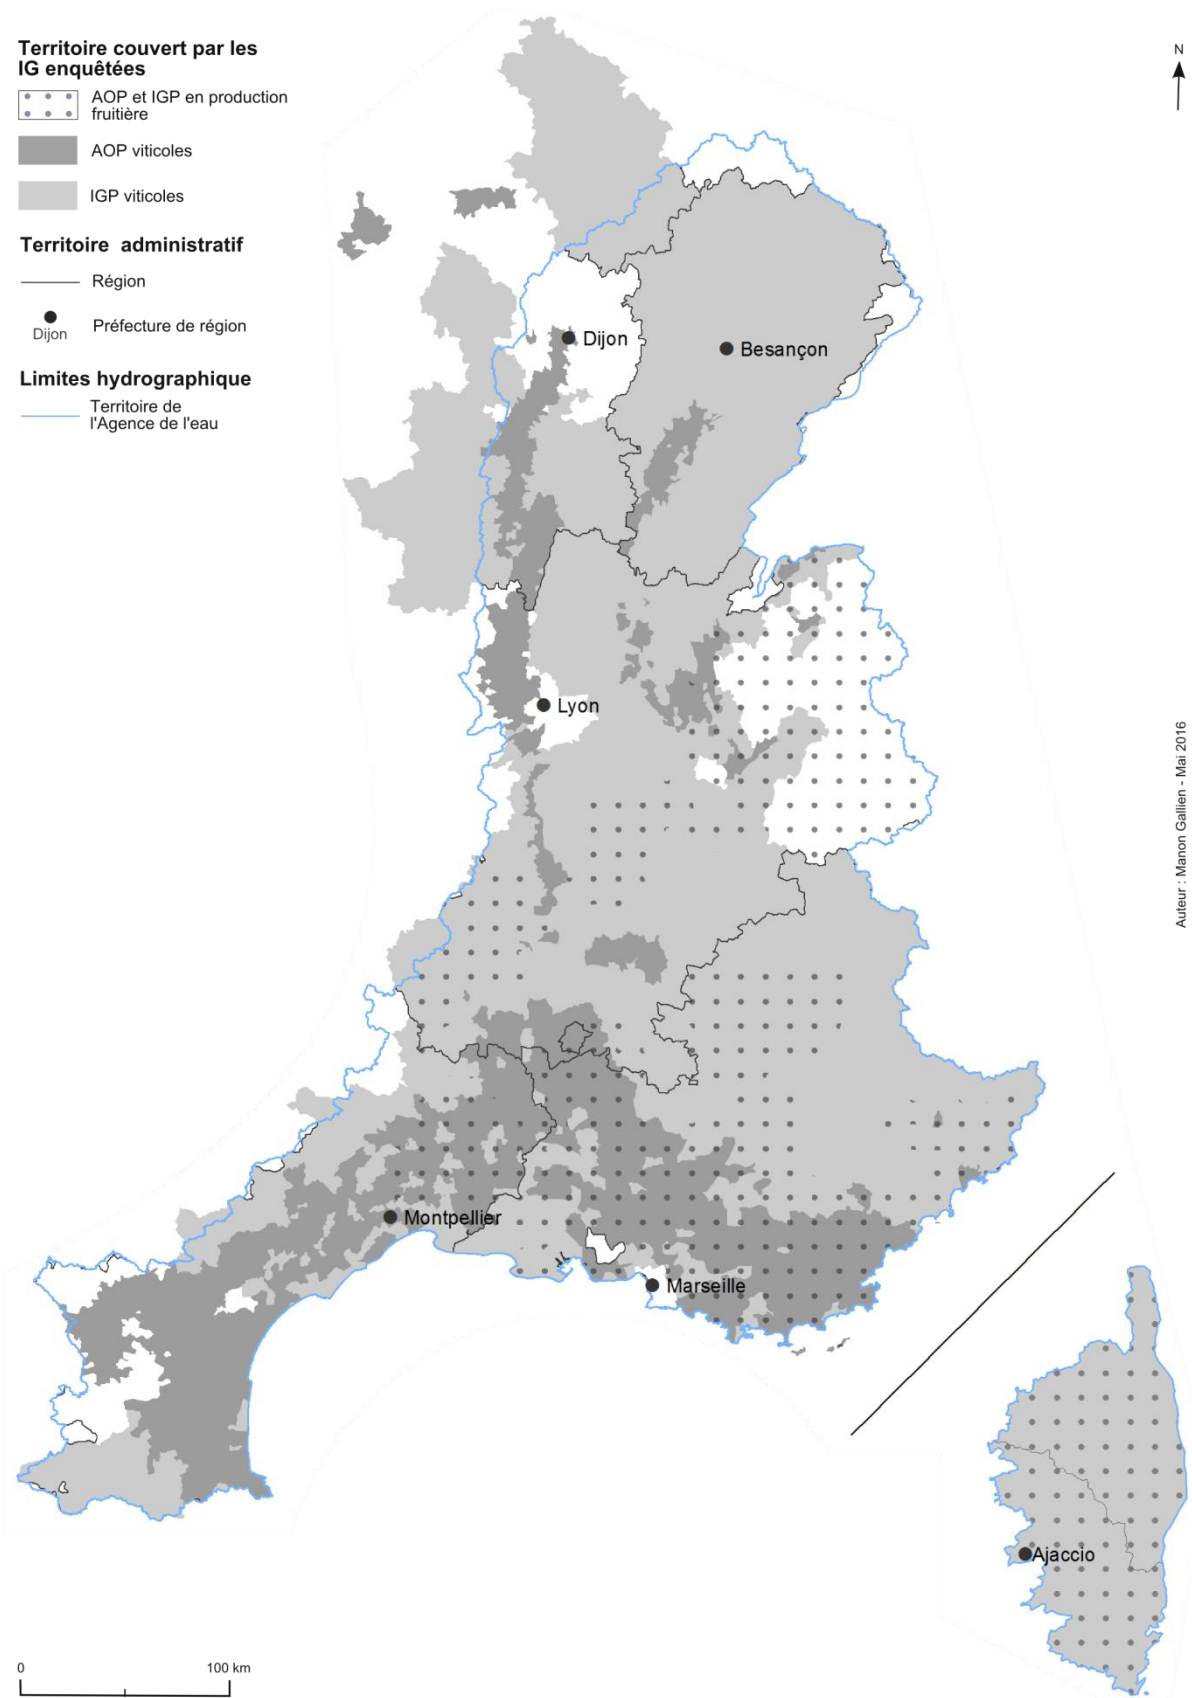 Territoire couvert par les
IG enquêtées
AOP et IGP en production
fruitière
AOP viticoles
IGP viticoles
Territoire administratif
Région
Dijon
Préfecture de région
Limites hydrographique
Territoire de
l'Agence de l'eau
N
Dijon
Besançon
Lyon
Auteur : Manon Gallien - Mai 2016
Montpellier
Marseille
Ajaccio
0 100 km